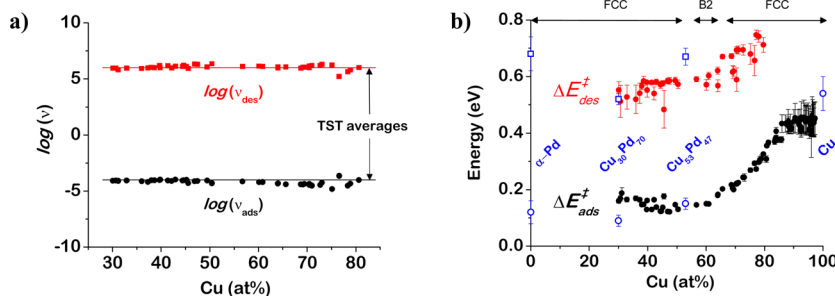 a)
log(ν)
10
5
0
-5
-10
log(νdes)
TST averages
log(νads)
30 40 50 60 70 80
Cu (at%)
b)
FCC B2 FCC
Energy (eV)
0.8
0.6
0.4
0.2
0.0
ΔE‡des
α–Pd
Cu30Pd70
Cu53Pd47
Cu
ΔE‡ads
0 20 40 60 80 100
Cu (at%)